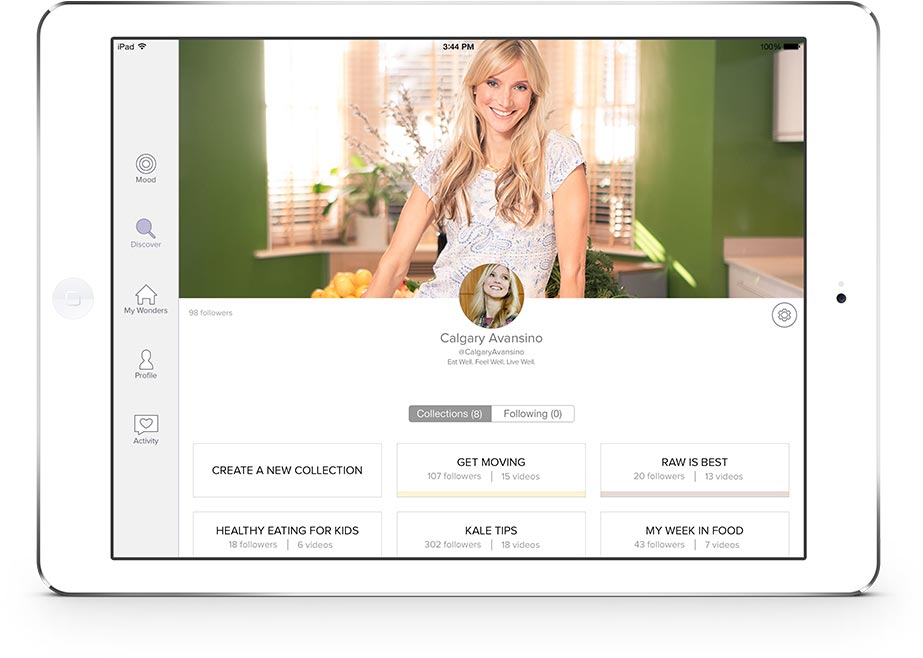 iPad
3:44 PM
100%
Mood
Discover
My Wonders
Profile
Activity
98 followers
Calgary Avansino
@CalgaryAvansino
Eat Well. Feel Well. Live Well.
Collections (8)
Following (0)
CREATE A NEW COLLECTION
GET MOVING
107 followers | 15 videos
RAW IS BEST
20 followers | 13 videos
HEALTHY EATING FOR KIDS
18 followers | 6 videos
KALE TIPS
302 followers | 18 videos
MY WEEK IN FOOD
43 followers | 7 videos